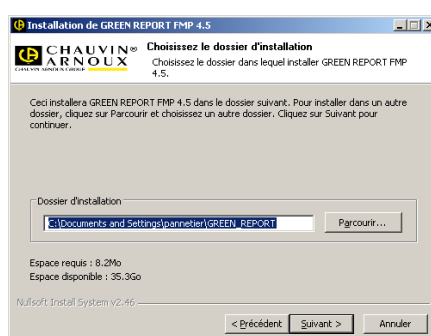 Installation de GREEN REPORT FMP 4.5
CHAUVIN®
ARNOUX
CHAUVIN ARNOUX GROUP
Choisissez le dossier d'installation
Choisissez le dossier dans lequel installer GREEN REPORT FMP
4.5.
Ceci installera GREEN REPORT FMP 4.5 dans le dossier suivant. Pour installer dans un autre
dossier, cliquez sur Parcourir et choisissez un autre dossier. Cliquez sur Suivant pour
continuer.
Dossier d'installation
C:\Documents and Settings\pannetier\GREEN_REPORT
Parcourir...
Espace requis : 8.2Mo
Espace disponible : 35.3Go
Nullsoft Install System v2.46
< Précédent
Suivant >
Annuler